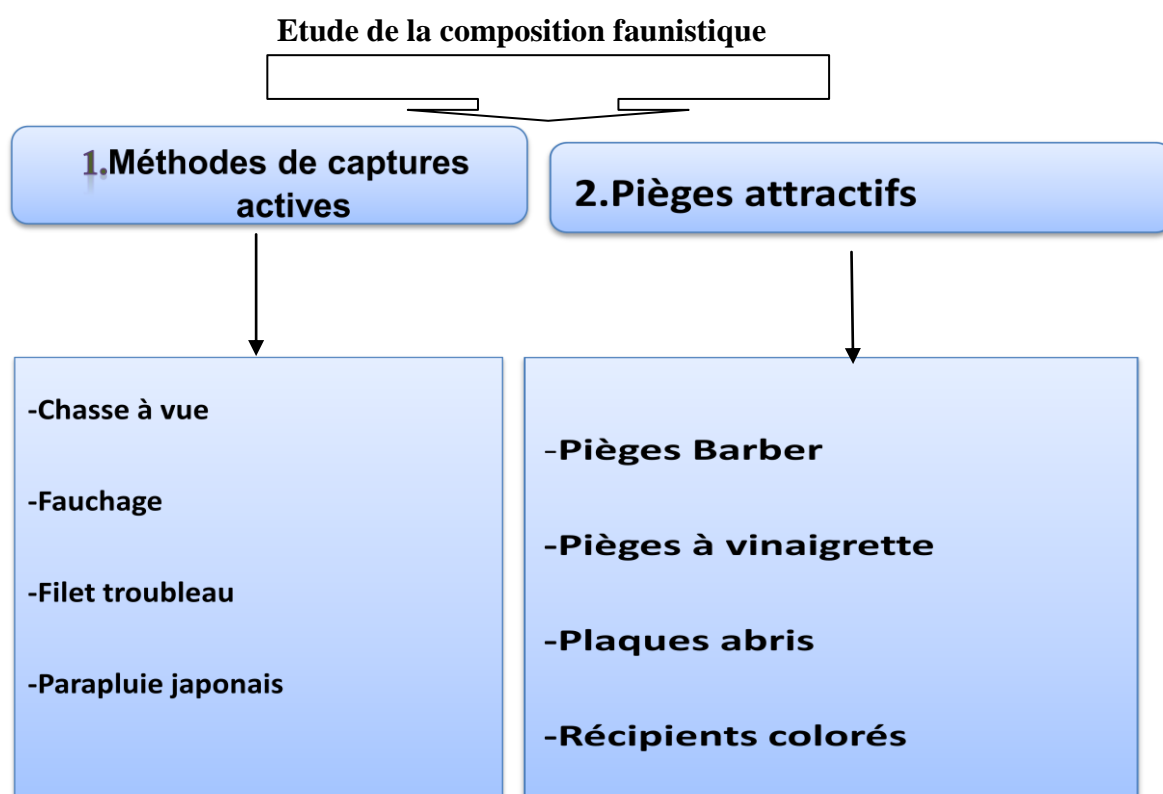 Etude de la composition faunistique
1.Méthodes de captures
actives
2.Pièges attractifs
-Chasse à vue
-Fauchage
-Filet troubleau
-Parapluie japonais
-Pièges Barber
-Pièges à vinaigrette
-Plaques abris
-Récipients colorés